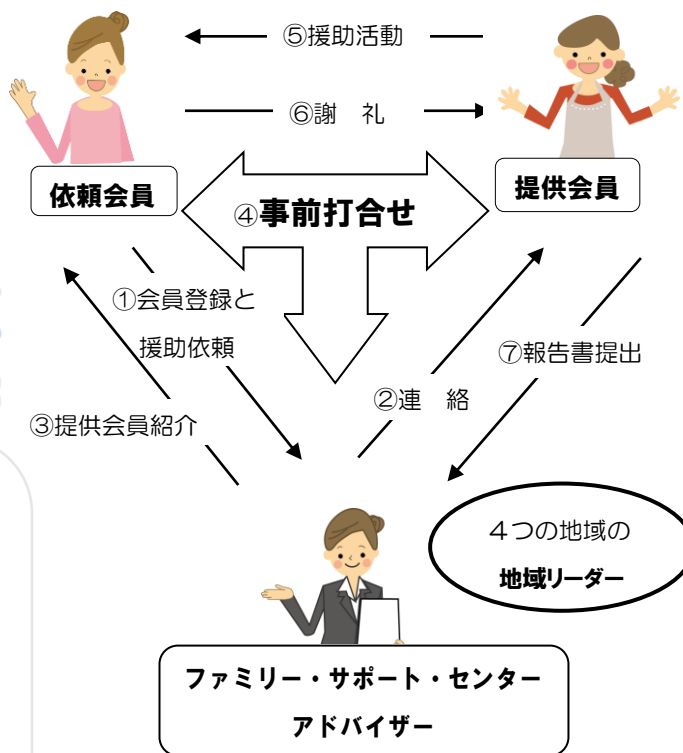 ⑤援助活動
⑥謝　礼
依頼会員
提供会員
④事前打合せ
①会員登録と
援助依頼
⑦報告書提出
②連　絡
③提供会員紹介
４つの地域の
地域リーダー
ファミリー・サポート・センター
アドバイザー